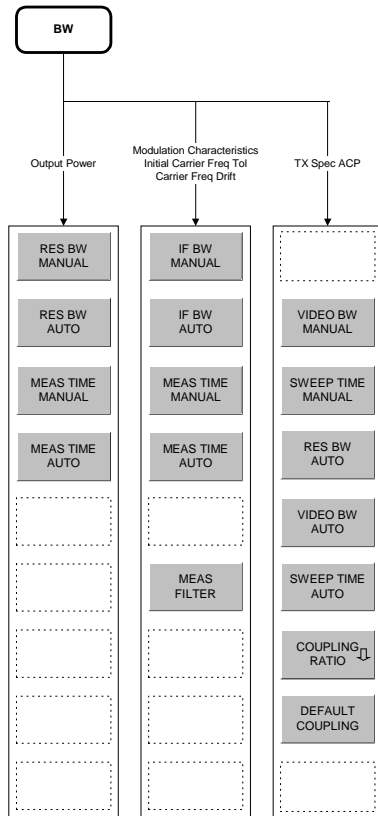 BW
Output Power
Modulation Characteristics
Initial Carrier Freq Tol
Carrier Freq Drift
TX Spec ACP
RES BW
MANUAL
RES BW
AUTO
MEAS TIME
MANUAL
MEAS TIME
AUTO
IF BW
MANUAL
IF BW
AUTO
MEAS TIME
MANUAL
MEAS TIME
AUTO
MEAS
FILTER
VIDEO BW
MANUAL
SWEEP TIME
MANUAL
RES BW
AUTO
VIDEO BW
AUTO
SWEEP TIME
AUTO
COUPLING
RATIO
DEFAULT
COUPLING